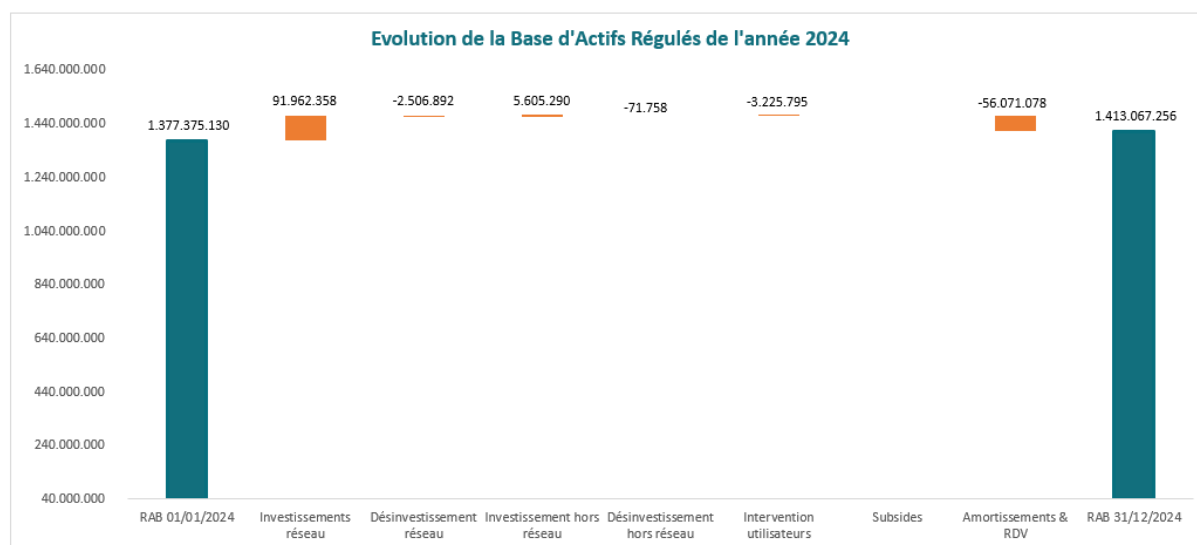 Evolution de la Base d'Actifs Régulés de l'année 2024
1.640.000.000
1.440.000.000
1.240.000.000
1.040.000.000
840.000.000
640.000.000
440.000.000
240.000.000
40.000.000
1.377.375.130
91.962.358
-2.506.892
5.605.290
-71.758
-3.225.795
-56.071.078
1.413.067.256
RAB 01/01/2024
Investissements
réseau
Désinvestissement
réseau
Investissement hors
réseau
Désinvestissement
hors réseau
Intervention
utilisateurs
Subsides
Amortissements &
RDV
RAB 31/12/2024